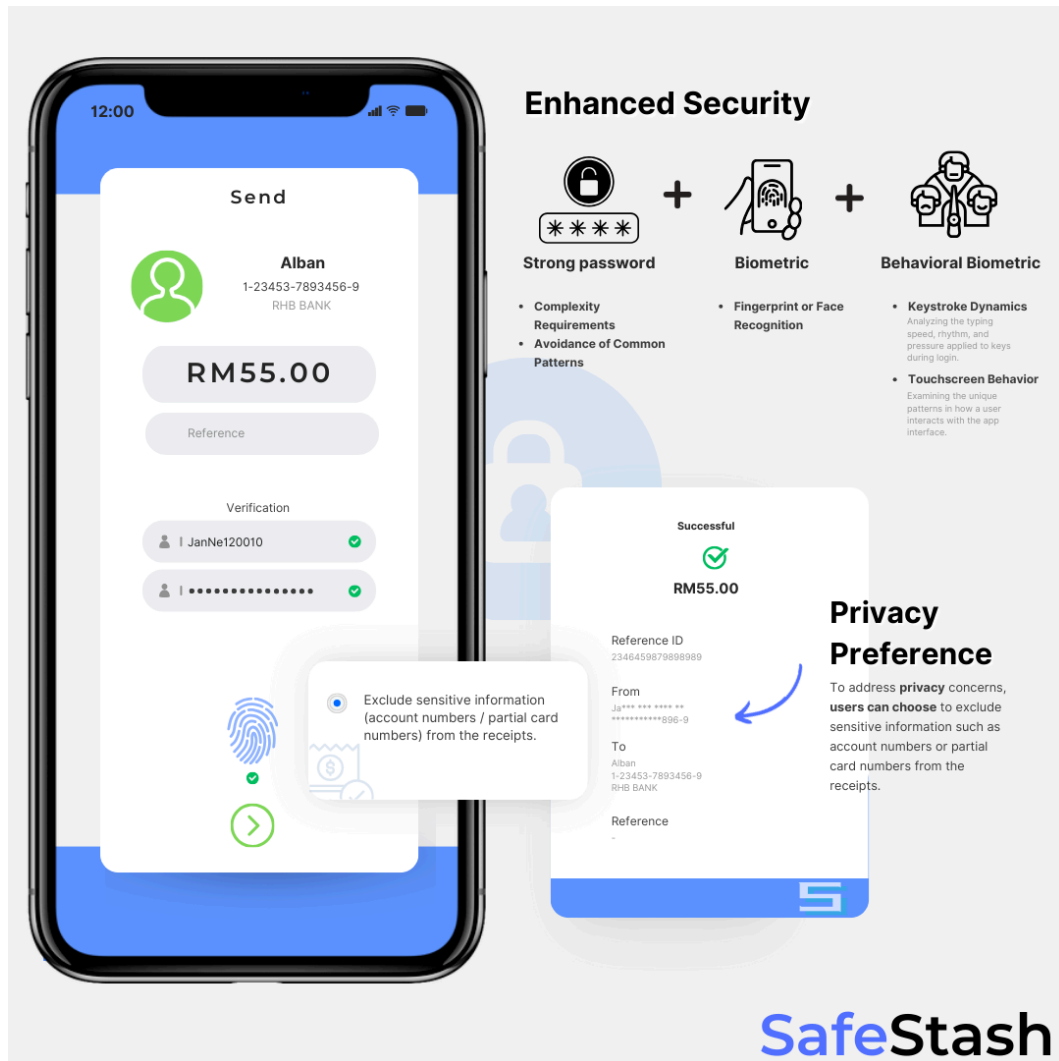 12:00
Send
Alban
1-23453-7893456-9
RHB BANK
RM55.00
Reference
Verification
JanNe120010
•••••••••••••••
Exclude sensitive information
(account numbers / partial card
numbers) from the receipts.
Enhanced Security
+
+
****
Strong password
Biometric
Behavioral Biometric
• Complexity
Requirements
• Avoidance of Common
Patterns
• Fingerprint or Face
Recognition
• Keystroke Dynamics
Analyzing the typing
speed, rhythm, and
pressure applied to keys
during login.
• Touchscreen Behavior
Examining the unique
patterns in how a user
interacts with the app
interface.
Successful
RM55.00
Reference ID
2346459879898989
From
Ja*** *** **** **
***********896-9
To
Alban
1-23453-7893456-9
RHB BANK
Reference
-
Privacy
Preference
To address privacy concerns,
users can choose to exclude
sensitive information such as
account numbers or partial
card numbers from the
receipts.
SafeStash